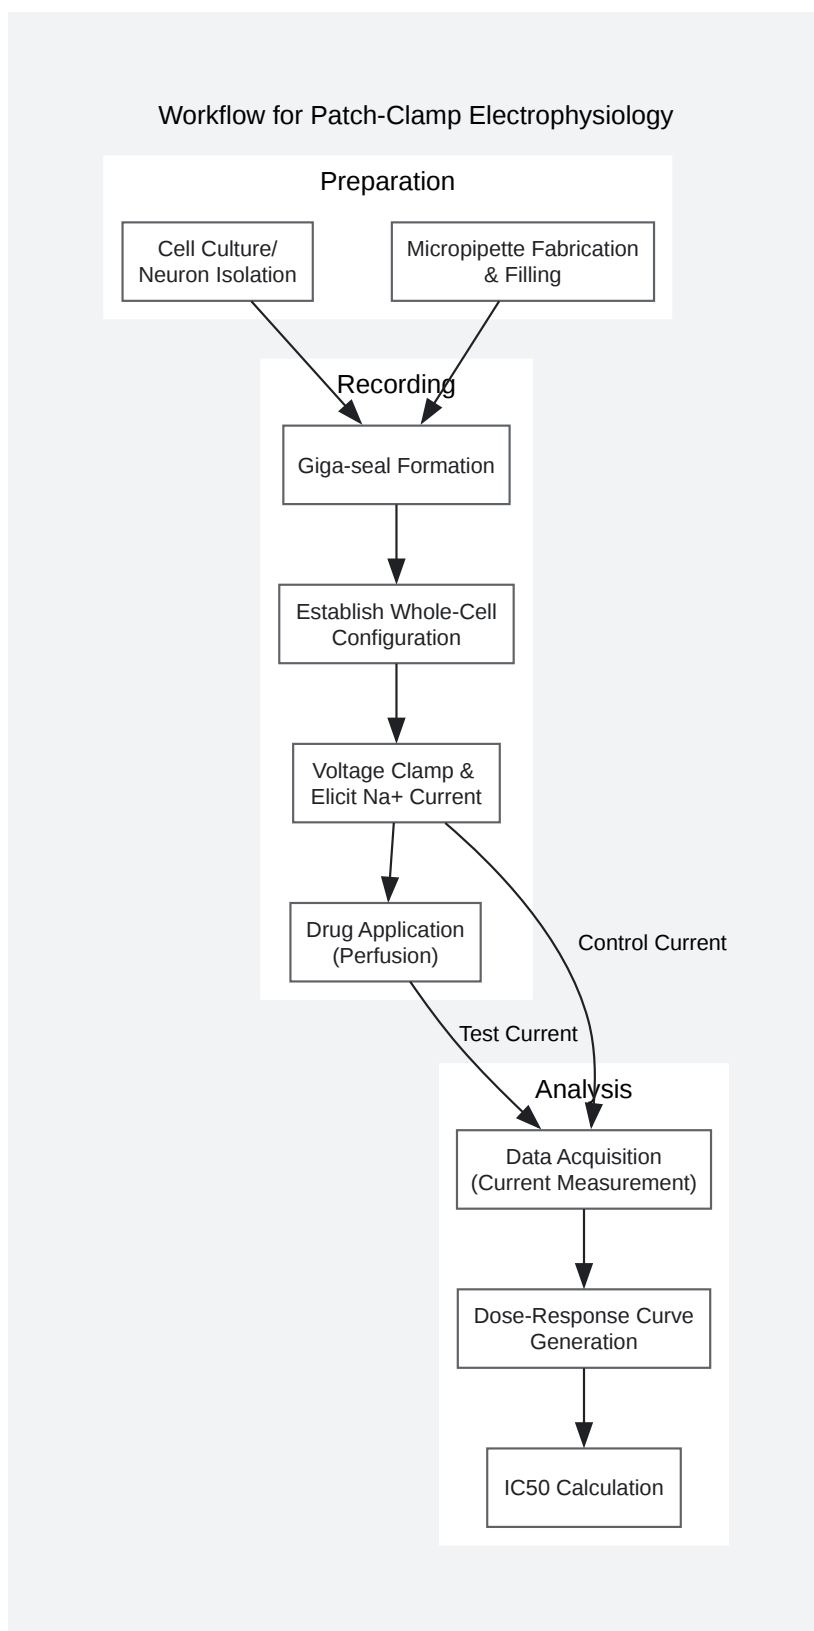 Workflow for Patch-Clamp Electrophysiology
Preparation
Cell Culture/
Neuron Isolation
Micropipette Fabrication
& Filling
Recording
Giga-seal Formation
Establish Whole-Cell
Configuration
Voltage Clamp &
Elicit Na+ Current
Drug Application
(Perfusion)
Control Current
Test Current
Analysis
Data Acquisition
(Current Measurement)
Dose-Response Curve
Generation
IC50 Calculation